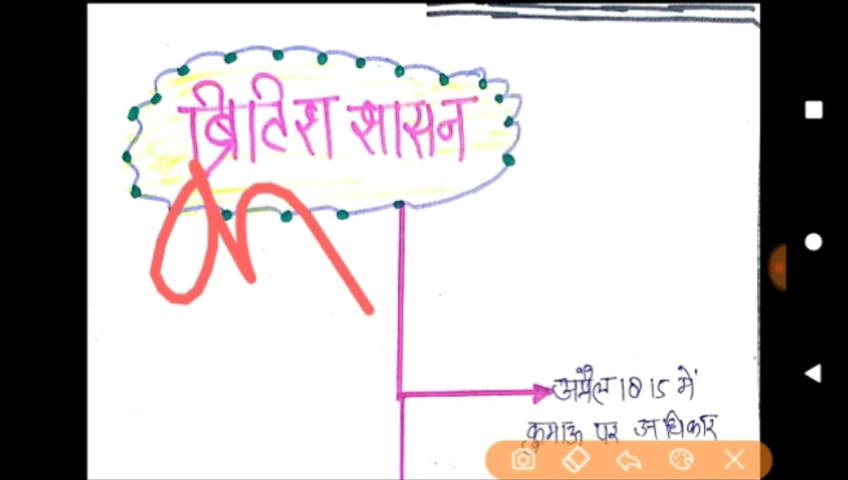 ब्रिटिश शासन
अप्रैल 1815 में
कुमाऊ पर अधिकार